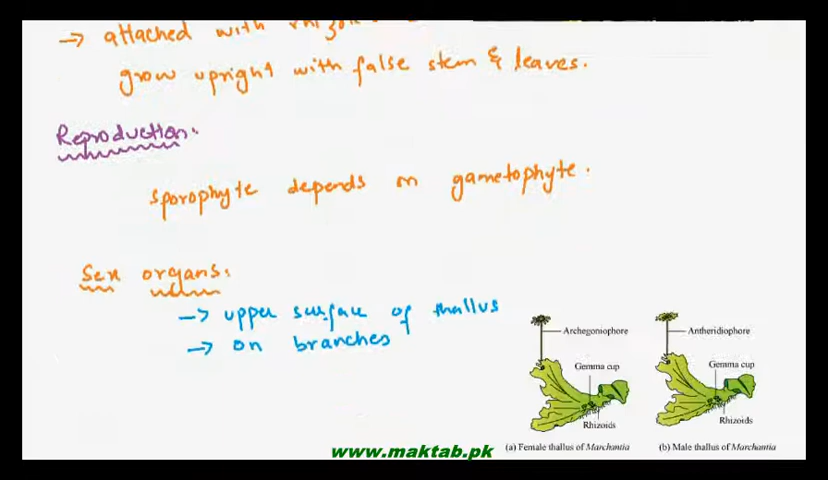 → attached with
grow upright with false stem & leaves.
Reproduction:
sporophyte depends on gametophyte.
Sex organs:
→ upper surface of thallus
→ on branches
Archegoniophore
Gemma cup
Rhizoids
(a) Female thallus of Marchantia
Antheridiophore
Gemma cup
Rhizoids
(b) Male thallus of Marchantia
www.maktab.pk